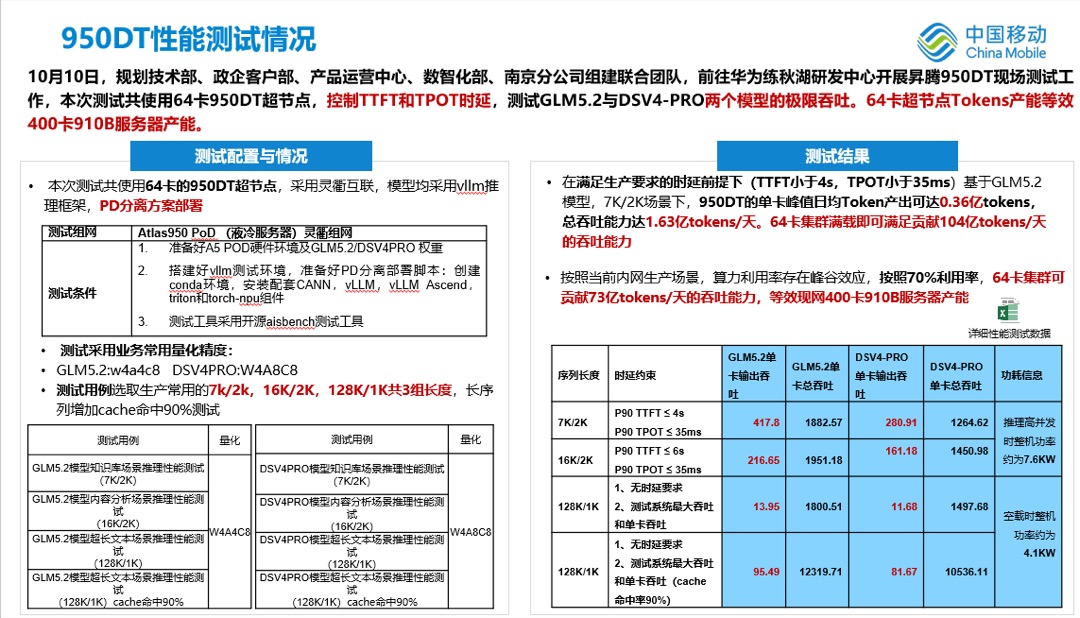 950DT性能测试情况
中国移动
China Mobile
10月10日，规划技术部、政企客户部、产品运营中心、数智化部、南京分公司组建联合团队，前往华为练秋湖研发中心开展昇腾950DT现场测试工
作，本次测试共使用64卡950DT超节点，控制TTFT和TPOT时延，测试GLM5.2与DSV4-PRO两个模型的极限吞吐。64卡超节点Tokens产能等效
400卡910B服务器产能。
测试配置与情况
• 本次测试共使用64卡的950DT超节点，采用灵衢互联，模型均采用vllm推
理框架，PD分离方案部署
测试组网
Atlas950 PoD （液冷服务器）灵衢组网
测试条件
1. 准备好A5 POD硬件环境及GLM5.2/DSV4PRO 权重
2. 搭建好vllm测试环境，准备好PD分离部署脚本：创建
conda环境，安装配套CANN，vLLM，vLLM Ascend，
triton和torch-npu组件
3. 测试工具采用开源aisbench测试工具
• 测试采用业务常用量化精度：
• GLM5.2:w4a4c8 DSV4PRO:W4A8C8
• 测试用例选取生产常用的7k/2k，16K/2K，128K/1K共3组长度，长序
列增加cache命中90%测试
测试用例
量化
GLM5.2模型知识库场景推理性能测试
(7K/2K)
GLM5.2模型内容分析场景推理性能测
试
(16K/2K)
GLM5.2模型超长文本场景推理性能测
试
(128K/1K)
GLM5.2模型超长文本场景推理性能测
试
(128K/1K) cache命中90%
W4A4C8
测试用例
量化
DSV4PRO模型知识库场景推理性能测试
(7K/2K)
DSV4PRO模型内容分析场景推理性能测
试
(16K/2K)
DSV4PRO模型超长文本场景推理性能测
试
(128K/1K)
DSV4PRO模型超长文本场景推理性能测
试
(128K/1K) cache命中90%
W4A8C8
测试结果
• 在满足生产要求的时延前提下（TTFT小于4s，TPOT小于35ms）基于GLM5.2
模型，7K/2K场景下，950DT的单卡峰值日均Token产出可达0.36亿tokens，
总吞吐能力达1.63亿tokens/天。64卡集群满载即可满足贡献104亿tokens/天
的吞吐能力
• 按照当前内网生产场景，算力利用率存在峰谷效应，按照70%利用率，64卡集群可
贡献73亿tokens/天的吞吐能力，等效现网400卡910B服务器产能
详细性能测试数据
序列长度
时延约束
GLM5.2单
卡输出吞
吐
GLM5.2单
卡总吞吐
DSV4-PRO
单卡输出吞
吐
DSV4-PRO
单卡总吞吐
功耗信息
7K/2K
P90 TTFT ≤ 4s
P90 TPOT ≤ 35ms
417.8
1882.57
280.91
1264.62
16K/2K
P90 TTFT ≤ 6s
P90 TPOT ≤ 35ms
216.65
1951.18
161.18
1450.98
推理高并发
时整机功率
约为7.6KW
128K/1K
1、无时延要求
2、测试系统最大吞吐
和单卡吞吐
13.95
1800.51
11.68
1497.68
128K/1K
1、无时延要求
2、测试系统最大吞吐
和单卡吞吐（cache
命中率90%）
95.49
12319.71
81.67
10536.11
空载时整机
功率约为
4.1KW